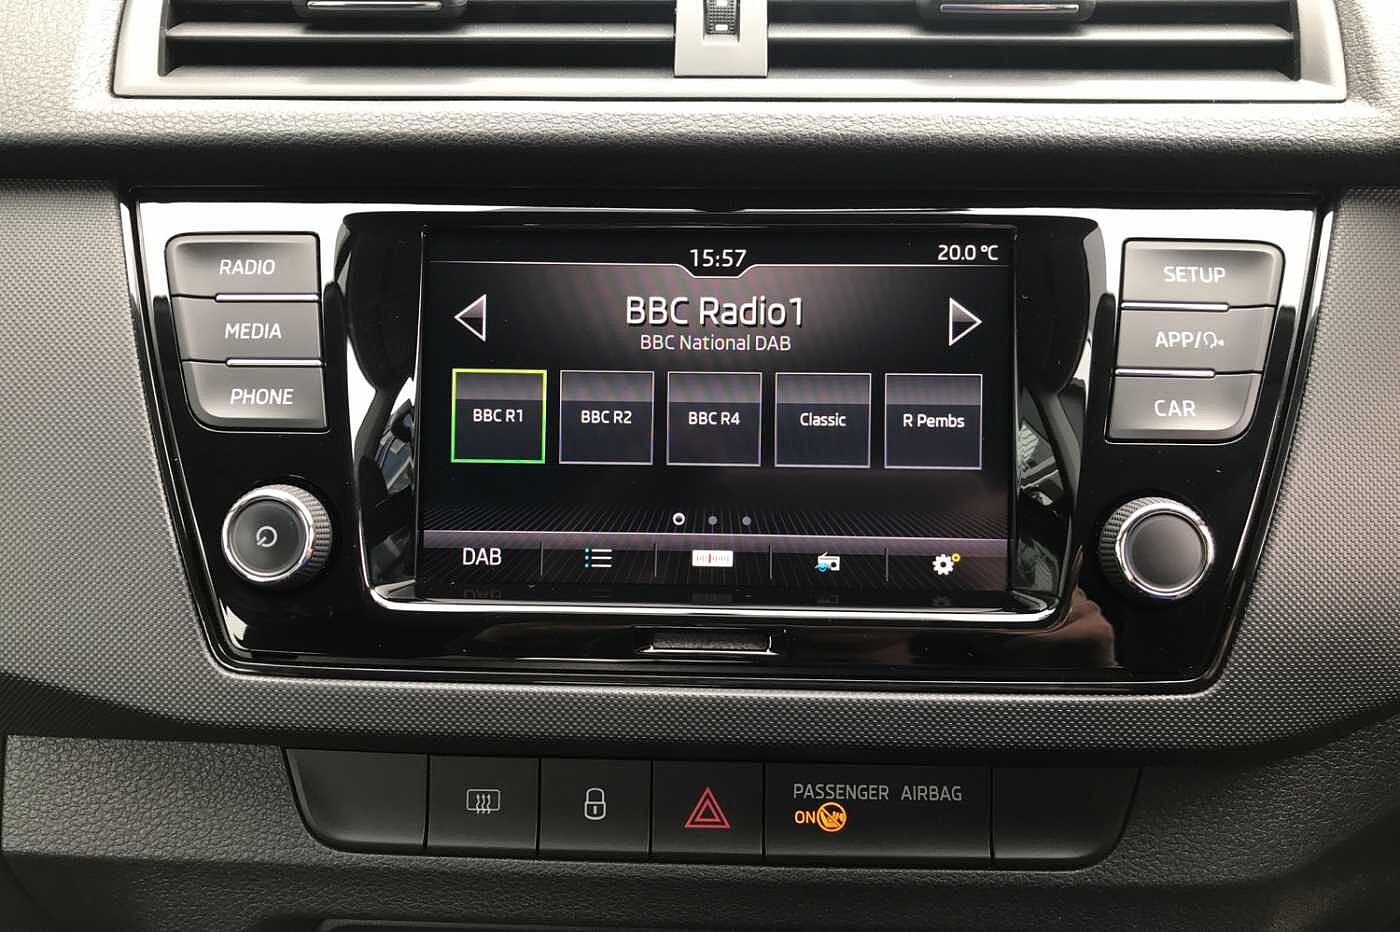 15:57
20.0 °C
BBC Radio1
BBC National DAB
BBC R1
BBC R2
BBC R4
Classic
R Pembs
DAB
RADIO
MEDIA
PHONE
SETUP
APP/
CAR
PASSENGER AIRBAG
ON